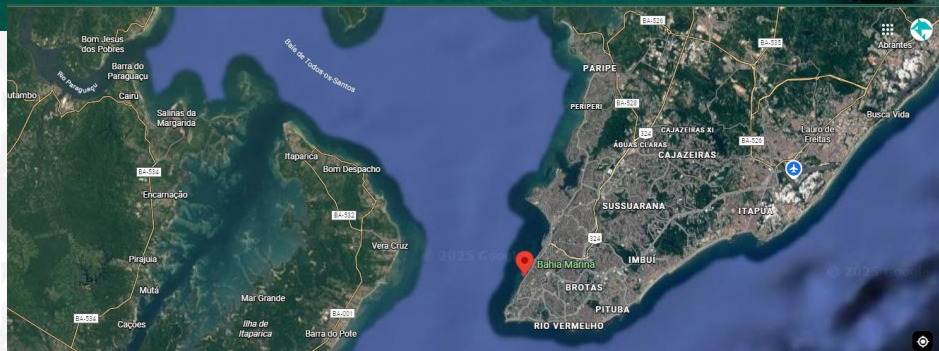 Bom Jesus
dos Pobres
Barra do
Paraguaçu
Rio Paraguaçu
utambo
Cairu
Salinas da
Margarida
BA-534
Encarnação
Pirajuia
Mutá
BA-534
Cações
Baía de Todos-os-Santos
Itaparica
Bom Despacho
BA-532
Vera Cruz
Mar Grande
BA-001
Ilha de
Itaparica
Barra do Pote
© 2025 Google
BA-526
BA-535
Abrantes
PARIPE
PERIPERI
BA-528
324
CAJAZEIRAS XI
ÁGUAS CLARAS
CAJAZEIRAS
BA-526
Lauro de
Freitas
Busca Vida
SUSSUARANA
ITAPUÃ
324
IMBUÍ
Bahia Marina
BROTAS
PITUBA
RIO VERMELHO
© 2025 Google